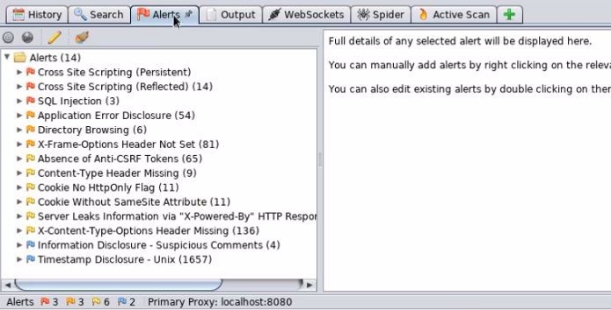 History Search Alerts Output WebSockets Spider Active Scan
Full details of any selected alert will be displayed here.
You can manually add alerts by right clicking on the
You can also edit existing alerts by double clicking on
Alerts (14)
Cross Site Scripting (Persistent)
Cross Site Scripting (Reflected) (14)
SQL Injection (3)
Application Error Disclosure (54)
Directory Browsing (6)
X-Frame-Options Header Not Set (81)
Absence of Anti-CSRF Tokens (65)
Content-Type Header Missing (9)
Cookie No HttpOnly Flag (11)
Cookie Without SameSite Attribute (11)
Server Leaks Information via "X-Powered-By" HTTP
X-Content-Type-Options Header Missing (136)
Information Disclosure - Suspicious Comments (4)
Timestamp Disclosure - Unix (1657)
Alerts 3 3 6 2 Primary Proxy: localhost:8080